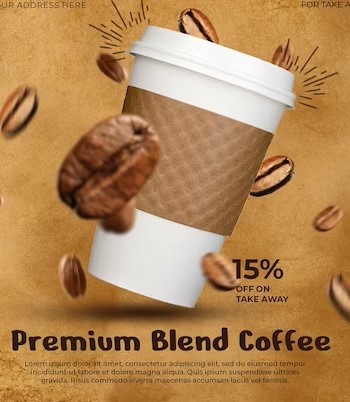 UR ADDRESS HERE
FOR TAKE A
15%
OFF ON
TAKE AWAY
Premium Blend Coffee
Lorem ipsum dolor sit amet, consectetur adipiscing elit, sed do eiusmod tempor
incididunt ut labore et dolore magna aliqua. Quis ipsum suspendisse ultrices
gravida. Risus commodo viverra maecenas accumsan lacus vel facilisis.